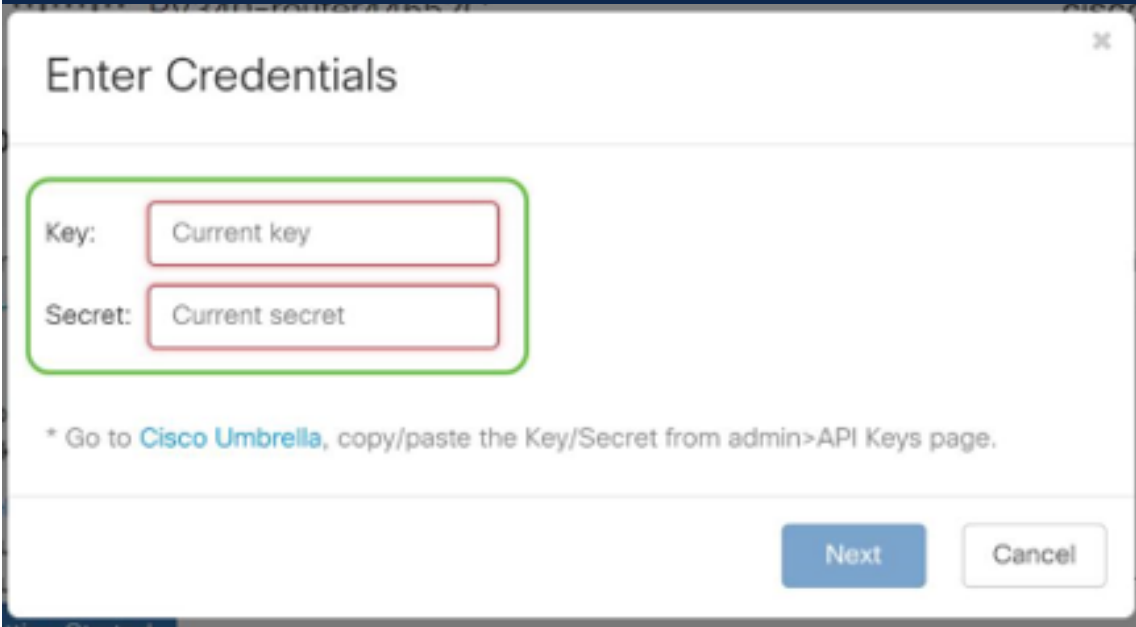 Enter Credentials
Key: Current key
Secret: Current secret
* Go to Cisco Umbrella, copy/paste the Key/Secret from admin>API Keys page.
Next Cancel